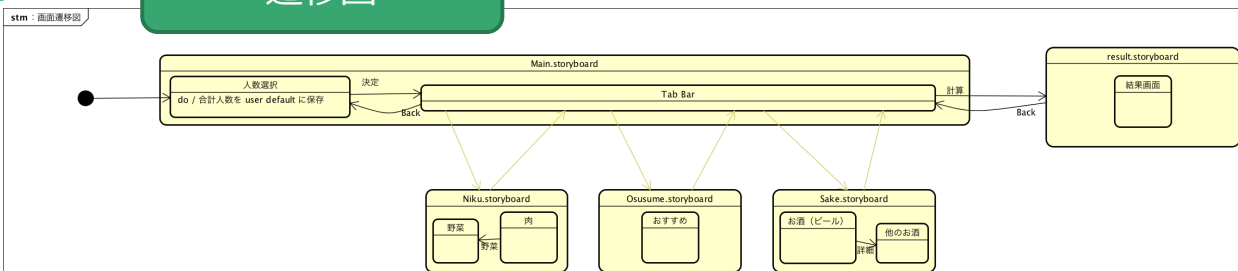 遷移図
stm : 画面遷移図
Main.storyboard
人数選択
do / 合計人数を user default に保存
決定
Back
Tab Bar
計算
Back
result.storyboard
結果画面
Niku.storyboard
野菜
野菜
肉
Osusume.storyboard
おすすめ
Sake.storyboard
お酒（ビール）
詳細
他のお酒